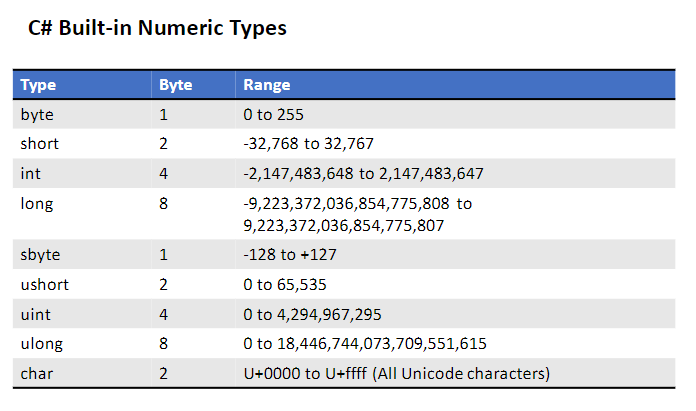 C# Built-in Numeric Types
Type Byte Range
byte 1 0 to 255
short 2 -32,768 to 32,767
int 4 -2,147,483,648 to 2,147,483,647
long 8 -9,223,372,036,854,775,808 to
9,223,372,036,854,775,807
sbyte 1 -128 to +127
ushort 2 0 to 65,535
uint 4 0 to 4,294,967,295
ulong 8 0 to 18,446,744,073,709,551,615
char 2 U+0000 to U+ffff (All Unicode characters)